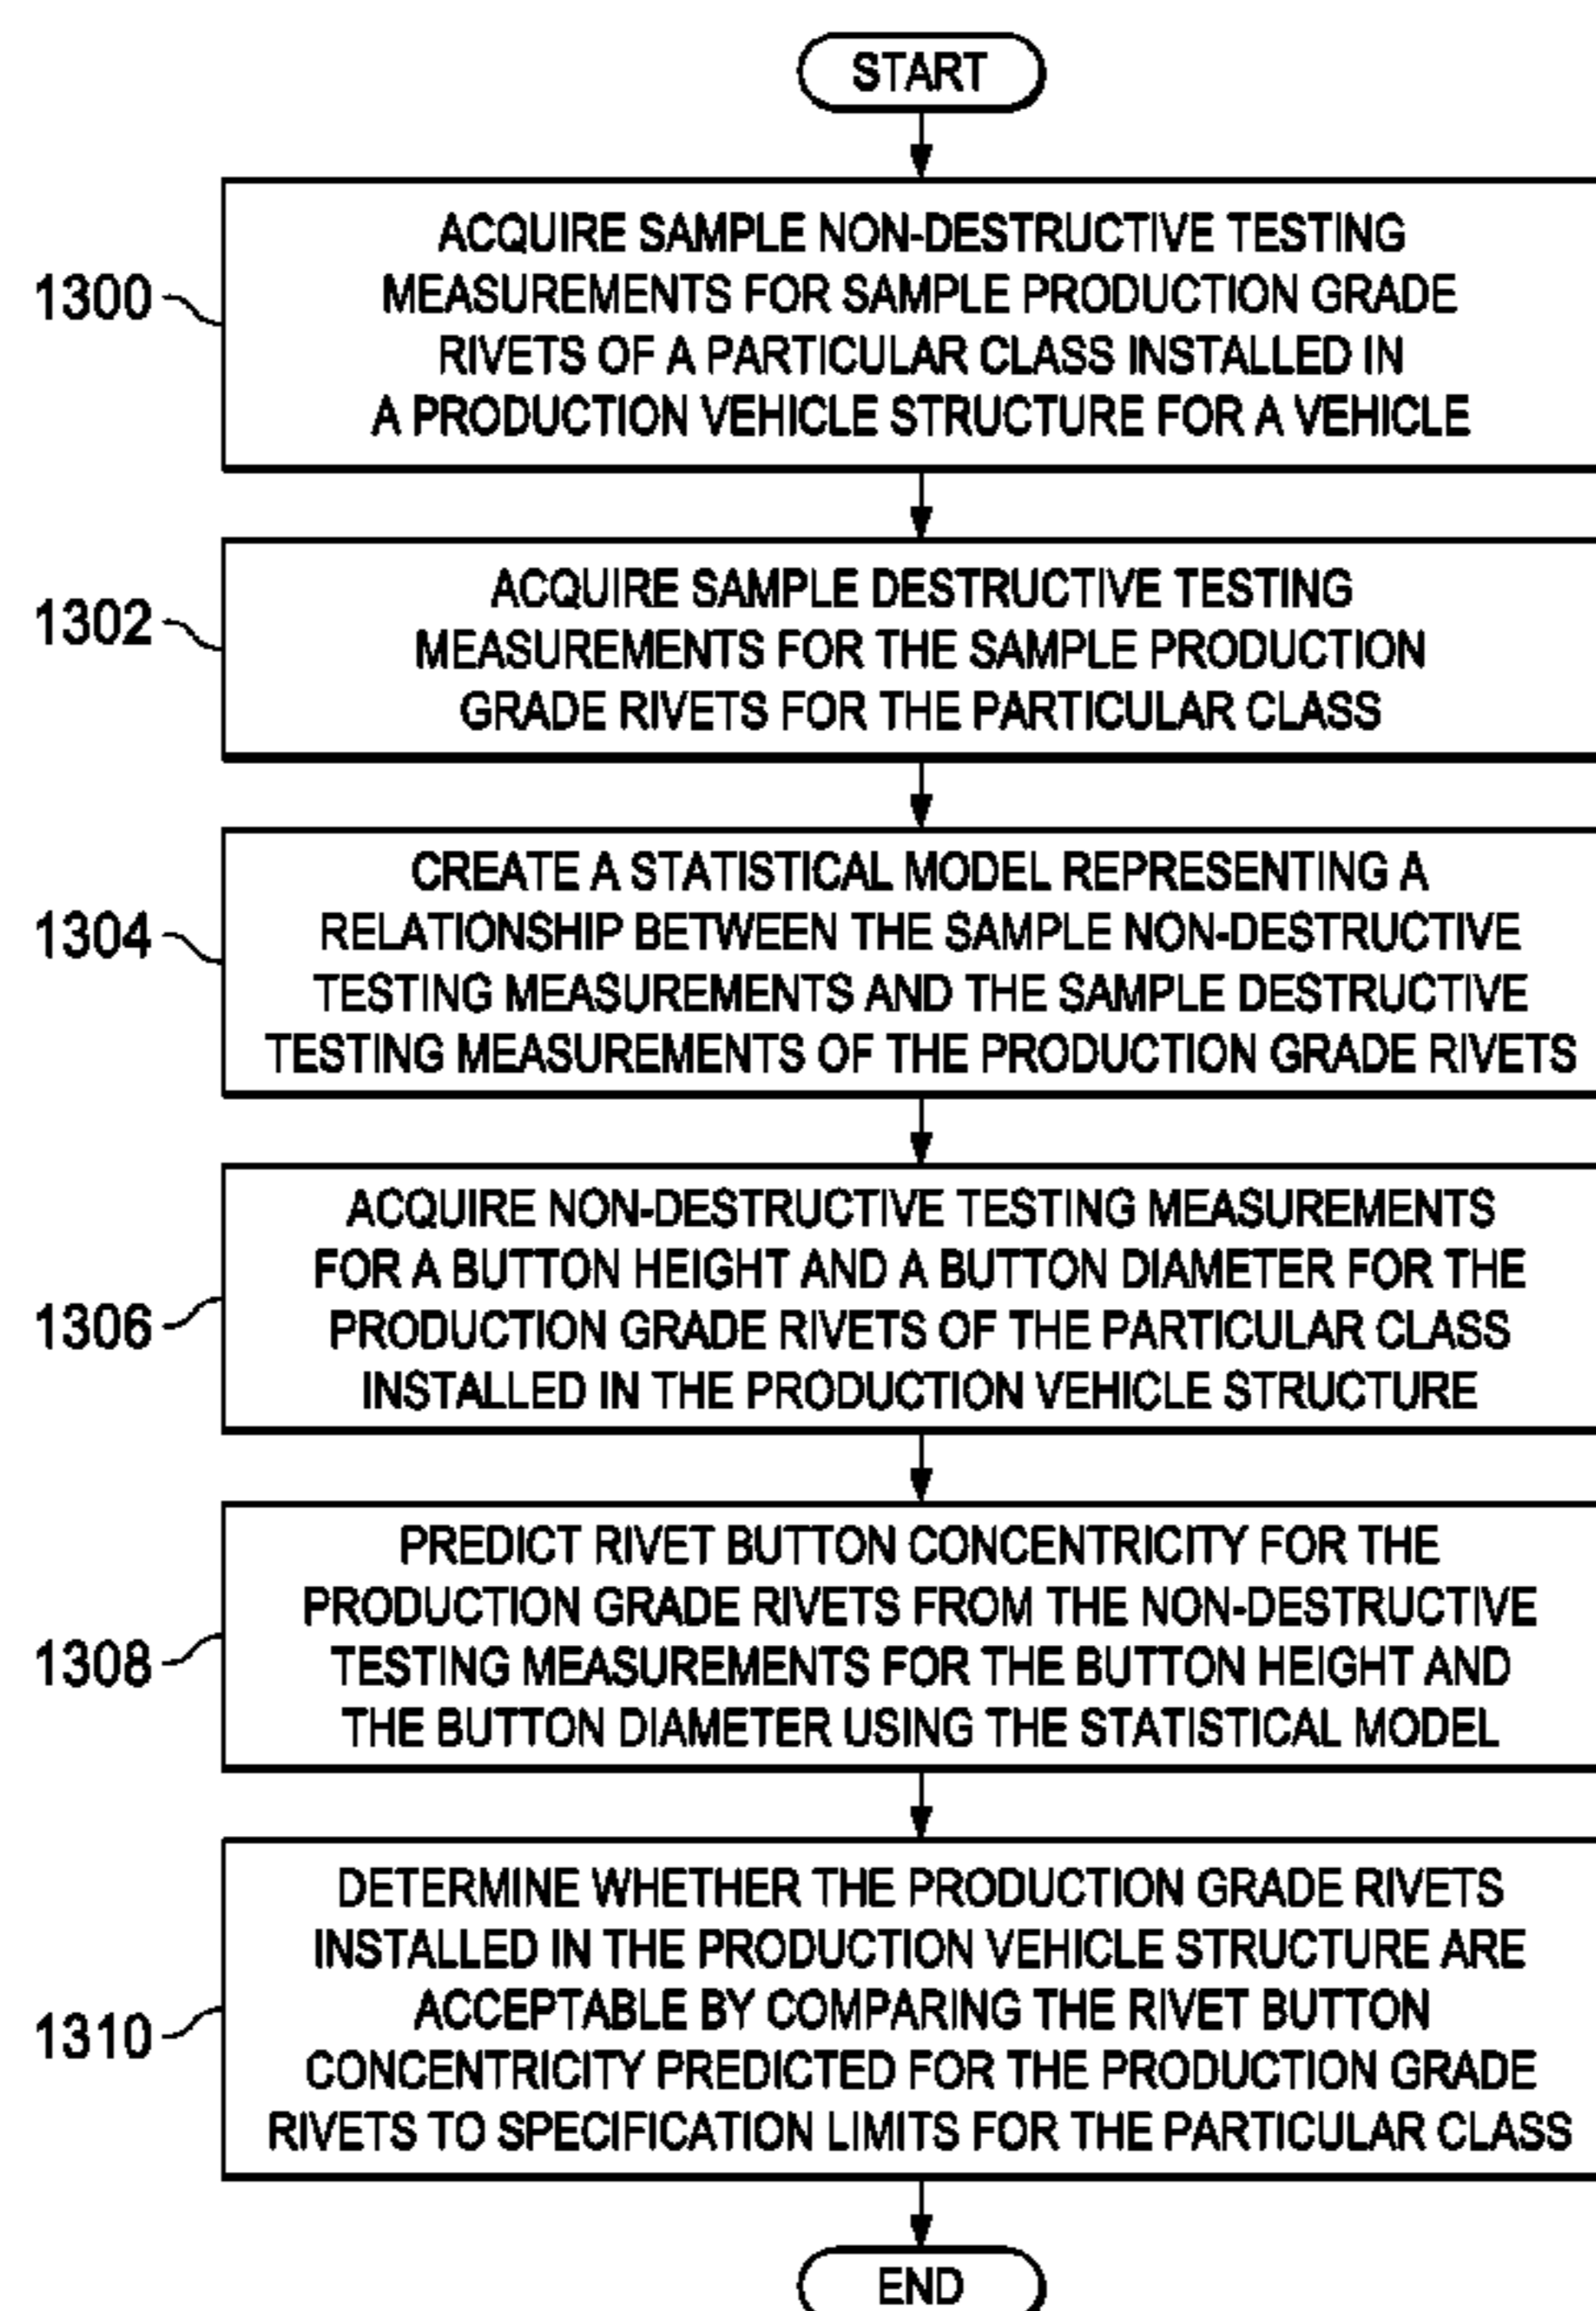 START
1300
ACQUIRE SAMPLE NON-DESTRUCTIVE TESTING
MEASUREMENTS FOR SAMPLE PRODUCTION GRADE
RIVETS OF A PARTICULAR CLASS INSTALLED IN
A PRODUCTION VEHICLE STRUCTURE FOR A VEHICLE
1302
ACQUIRE SAMPLE DESTRUCTIVE TESTING
MEASUREMENTS FOR THE SAMPLE PRODUCTION
GRADE RIVETS FOR THE PARTICULAR CLASS
1304
CREATE A STATISTICAL MODEL REPRESENTING A
RELATIONSHIP BETWEEN THE SAMPLE NON-DESTRUCTIVE
TESTING MEASUREMENTS AND THE SAMPLE DESTRUCTIVE
TESTING MEASUREMENTS OF THE PRODUCTION GRADE RIVETS
1306
ACQUIRE NON-DESTRUCTIVE TESTING MEASUREMENTS
FOR A BUTTON HEIGHT AND A BUTTON DIAMETER FOR THE
PRODUCTION GRADE RIVETS OF THE PARTICULAR CLASS
INSTALLED IN THE PRODUCTION VEHICLE STRUCTURE
1308
PREDICT RIVET BUTTON CONCENTRICITY FOR THE
PRODUCTION GRADE RIVETS FROM THE NON-DESTRUCTIVE
TESTING MEASUREMENTS FOR THE BUTTON HEIGHT AND
THE BUTTON DIAMETER USING THE STATISTICAL MODEL
1310
DETERMINE WHETHER THE PRODUCTION GRADE RIVETS
INSTALLED IN THE PRODUCTION VEHICLE STRUCTURE ARE
ACCEPTABLE BY COMPARING THE RIVET BUTTON
CONCENTRICITY PREDICTED FOR THE PRODUCTION GRADE
RIVETS TO SPECIFICATION LIMITS FOR THE PARTICULAR CLASS
END